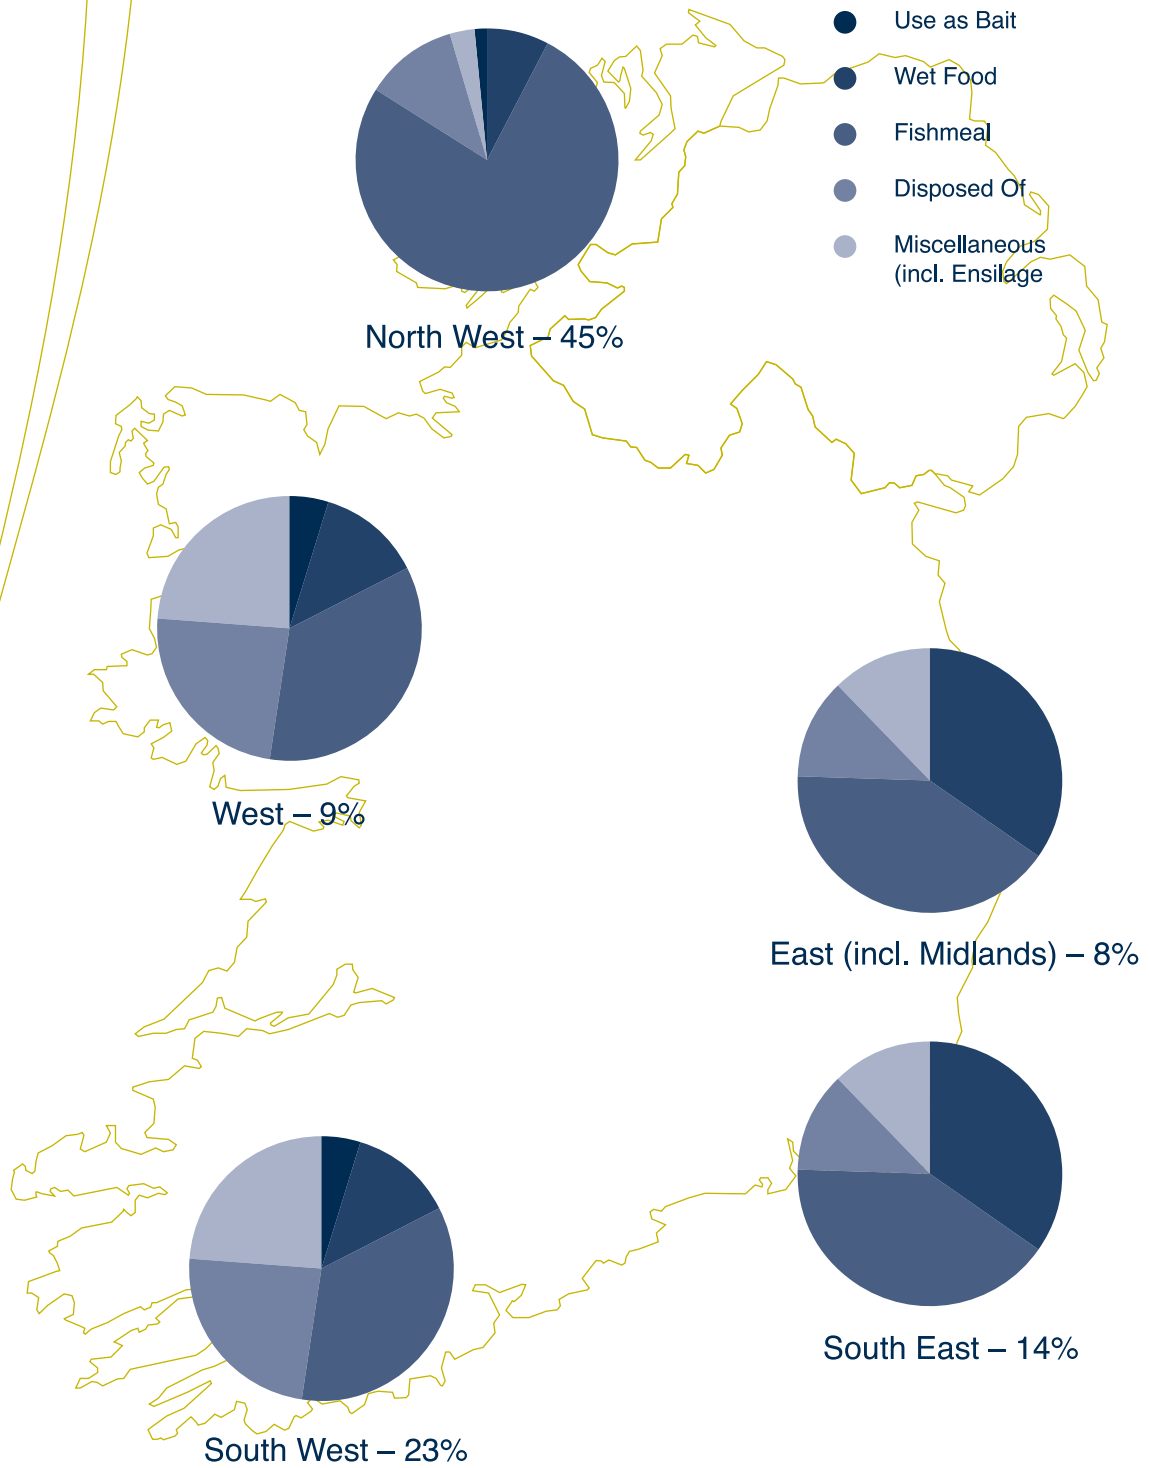 Use as Bait
Wet Food
Fishmeal
Disposed Of
Miscellaneous
(incl. Ensilage
North West – 45%
West – 9%
East (incl. Midlands) – 8%
South East – 14%
South West – 23%